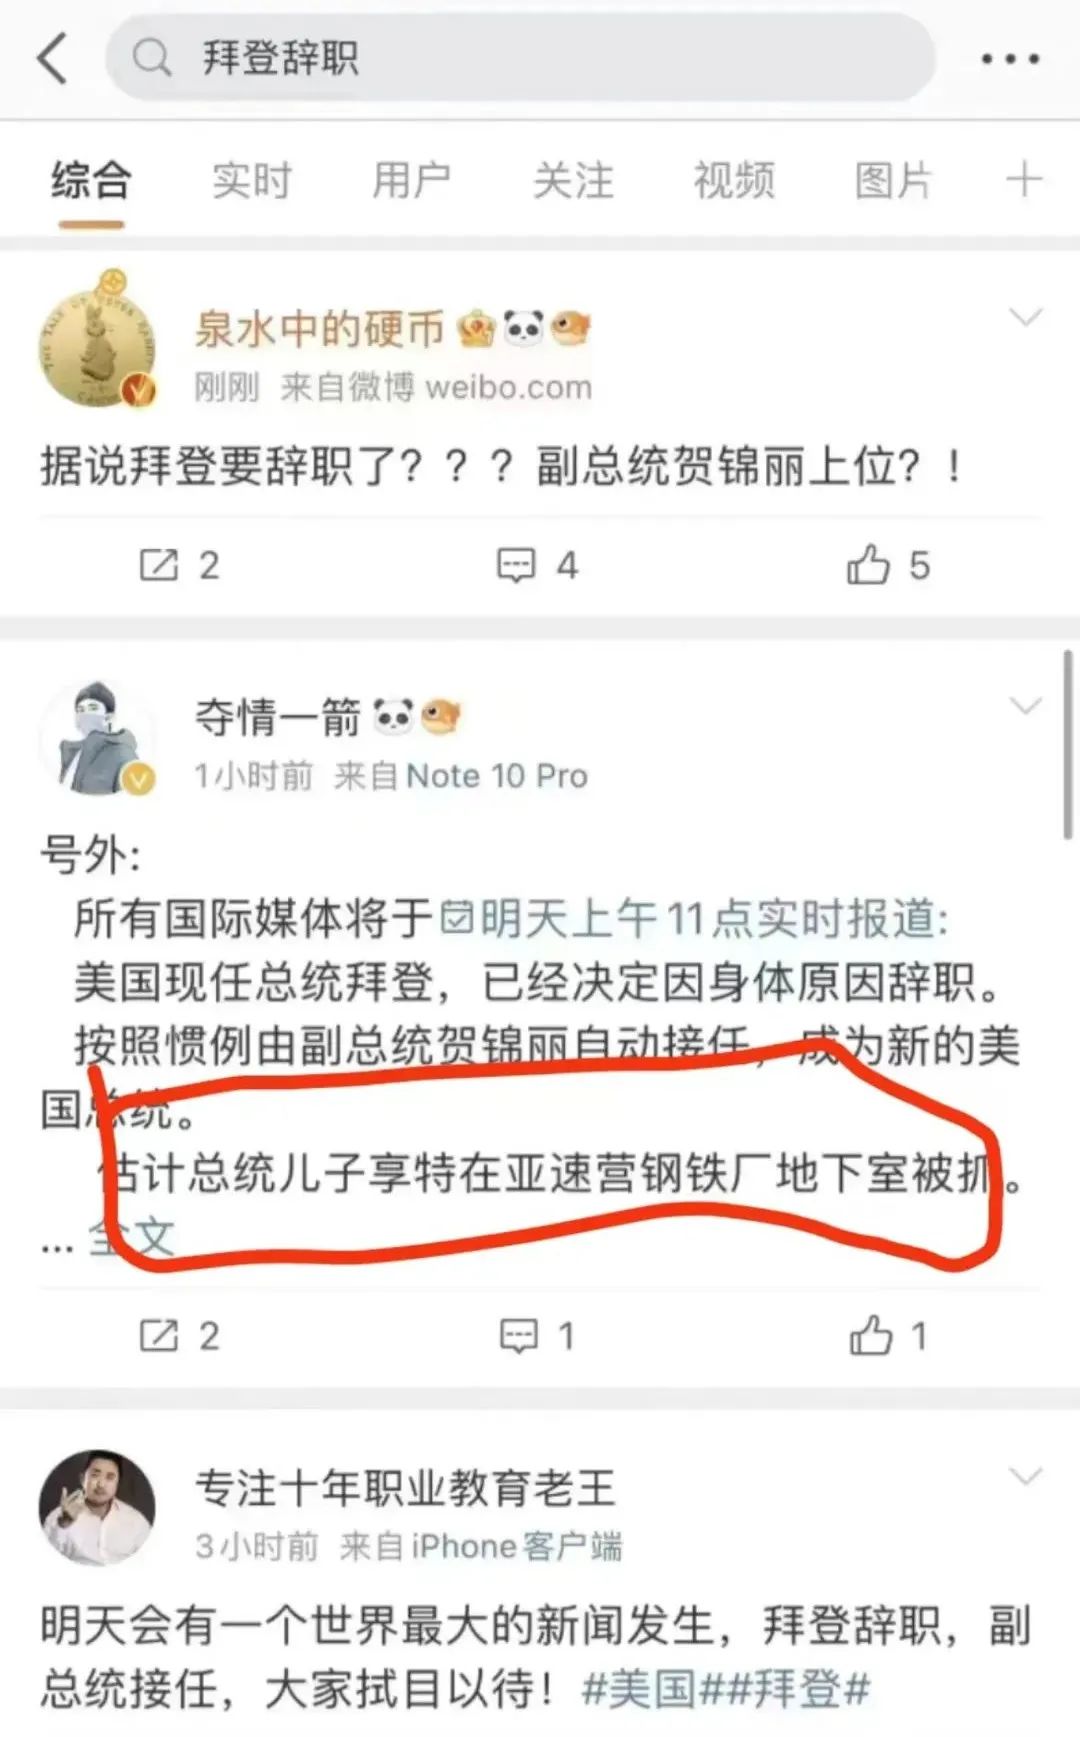 拜登辞职
综合 实时 用户 关注 视频 图片
泉水中的硬币
刚刚 来自微博 weibo.com
据说拜登要辞职了？？？副总统贺锦丽上位？！
2 4 5
夺情一箭
1小时前 来自Note 10 Pro
号外:
所有国际媒体将于明天上午11点实时报道:
美国现任总统拜登，已经决定因身体原因辞职。
按照惯例由副总统贺锦丽自动接任，成为新的美
国总统。
估计总统儿子享特在亚速营钢铁厂地下室被抓。
... 全文
2 1 1
专注十年职业教育老王
3小时前 来自iPhone客户端
明天会有一个世界最大的新闻发生，拜登辞职，副
总统接任，大家拭目以待！#美国##拜登#